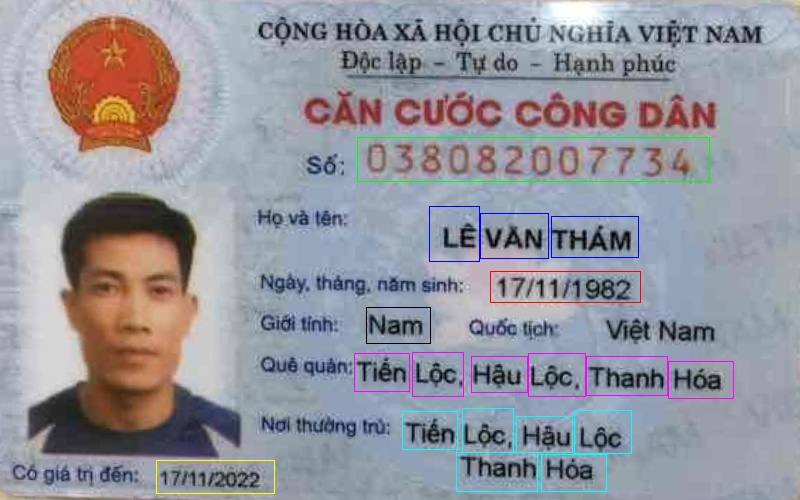 CỘNG HÒA XÃ HỘI CHỦ NGHĨA VIỆT NAM
Độc lập - Tự do - Hạnh phúc
CĂN CƯỚC CÔNG DÂN
Số: 038082007734
Họ và tên: LÊ VĂN THÁM
Ngày, tháng, năm sinh: 17/11/1982
Giới tính: Nam Quốc tịch: Việt Nam
Quê quán: Tiến Lộc, Hậu Lộc, Thanh Hóa
Nơi thường trú: Tiến Lộc, Hậu Lộc
Thanh Hóa
Có giá trị đến: 17/11/2022